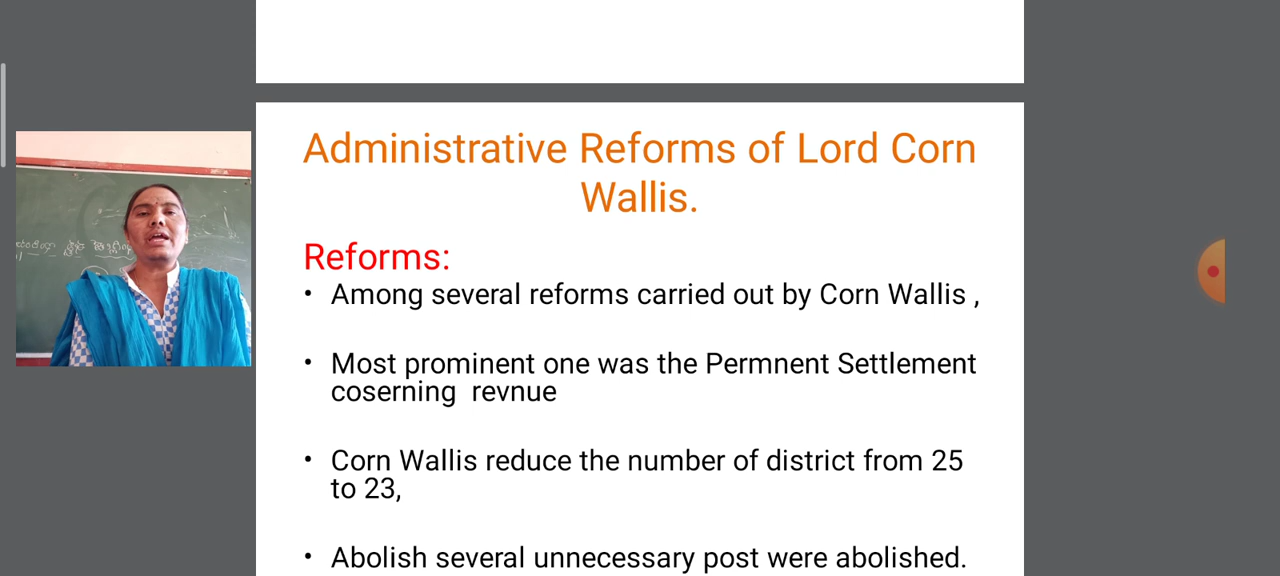 Administrative Reforms of Lord Corn
Wallis.
Reforms:
• Among several reforms carried out by Corn Wallis ,
• Most prominent one was the Permnent Settlement
coserning revnue
• Corn Wallis reduce the number of district from 25
to 23,
• Abolish several unnecessary post were abolished.